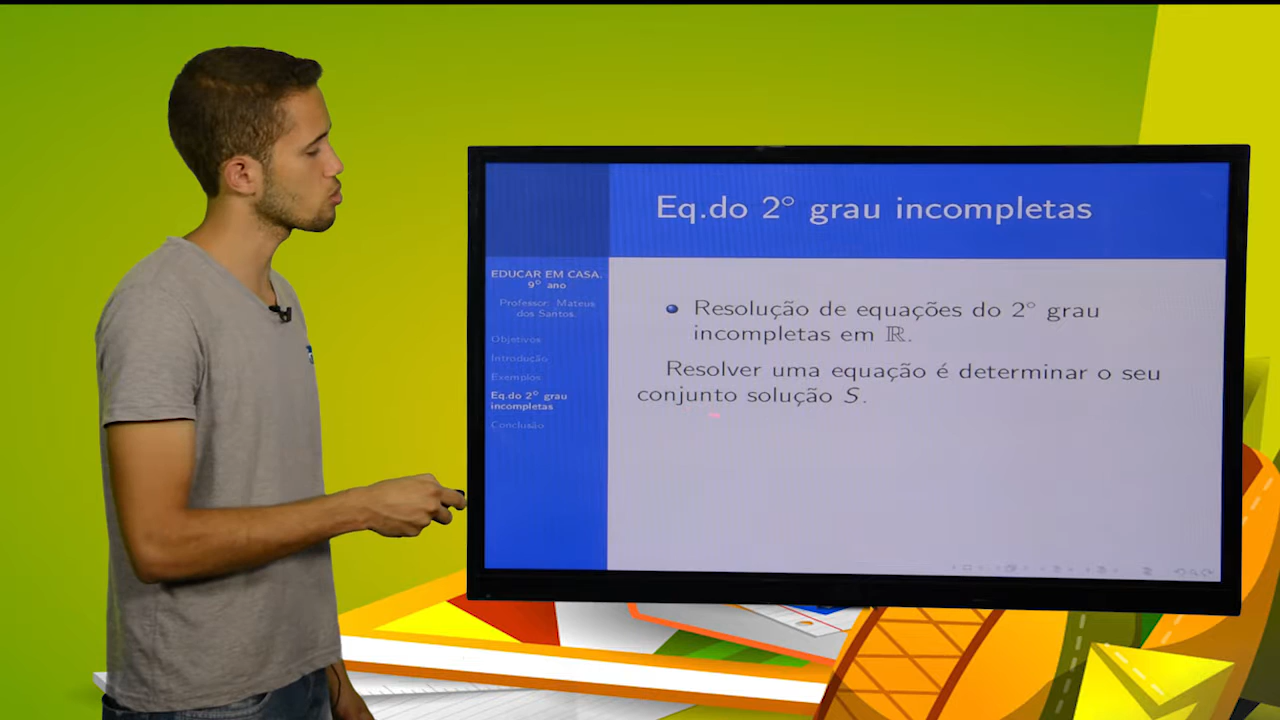 Eq.do 2° grau incompletas
EDUCAR EM CASA.
9° ano
Professor: Mateus
dos Santos.
Objetivos
Introdução
Exemplos
Eq.do 2° grau
incompletas
Conclusão
Resolução de equações do 2° grau
incompletas em ℝ.
Resolver uma equação é determinar o seu
conjunto solução S.